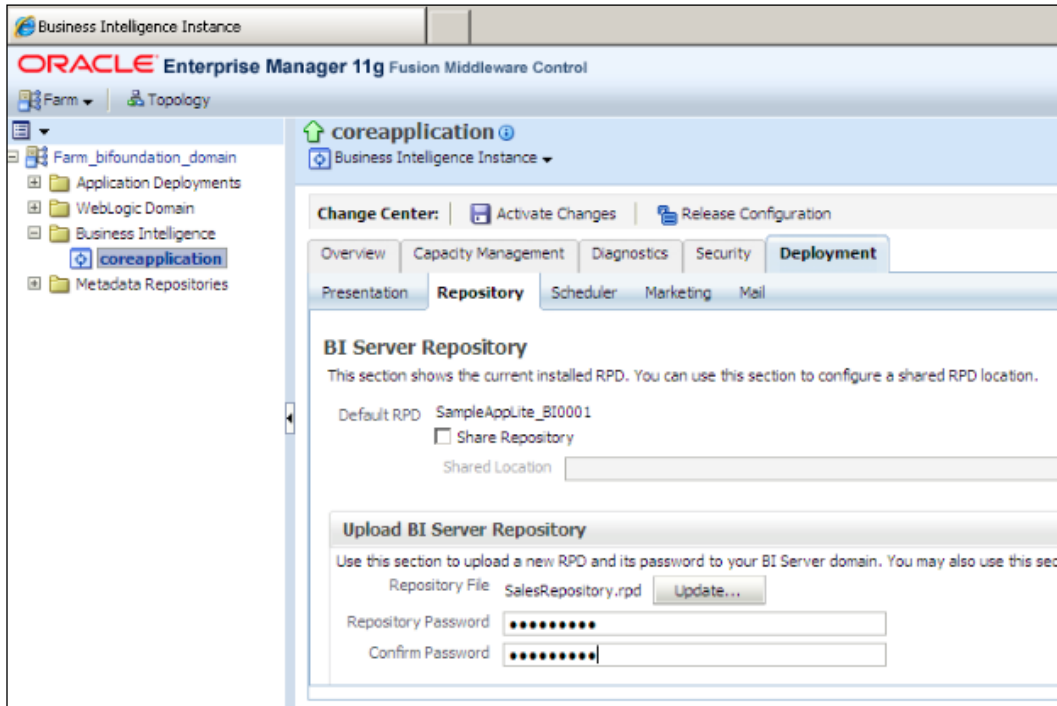 Business Intelligence Instance
ORACLE Enterprise Manager 11g Fusion Middleware Control
Farm Topology
Farm_bifoundation_domain
Application Deployments
WebLogic Domain
Business Intelligence
coreapplication
Metadata Repositories
coreapplication
Business Intelligence Instance
Change Center: Activate Changes Release Configuration
Overview Capacity Management Diagnostics Security Deployment
Presentation Repository Scheduler Marketing Mail
BI Server Repository
This section shows the current installed RPD. You can use this section to configure a shared RPD location.
Default RPD SampleAppLite_BI0001
Share Repository
Shared Location
Upload BI Server Repository
Use this section to upload a new RPD and its password to your BI Server domain. You may also use this sec
Repository File SalesRepository.rpd Update...
Repository Password •••••••••
Confirm Password •••••••••